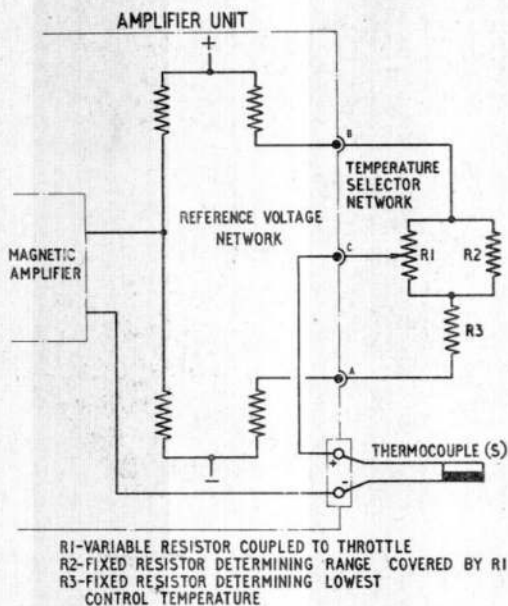 AMPLIFIER UNIT
+
B
TEMPERATURE
SELECTOR
NETWORK
REFERENCE VOLTAGE
NETWORK
C
R1
R2
MAGNETIC
AMPLIFIER
R3
A
THERMOCOUPLE (S)
+
-
-
R1-VARIABLE RESISTOR COUPLED TO THROTTLE
R2-FIXED RESISTOR DETERMINING RANGE COVERED BY R1
R3-FIXED RESISTOR DETERMINING LOWEST
CONTROL TEMPERATURE